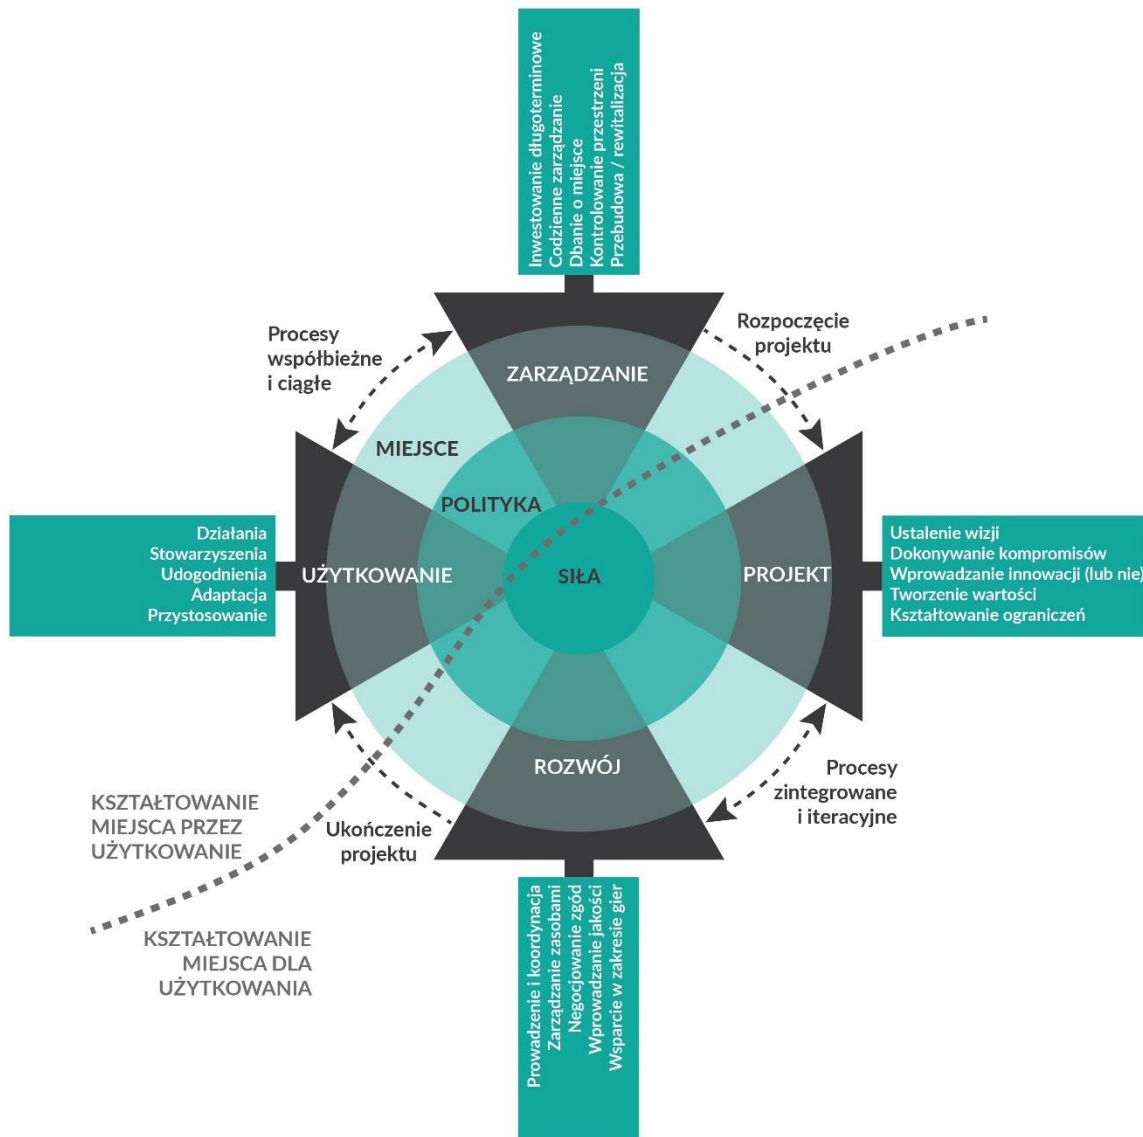 Inwestowanie długoterminowe
Codzienne zarządzanie
Dbanie o miejsce
Kontrolowanie przestrzeni
Przebudowa / rewitalizacja
Procesy
współbieżne
i ciągłe
Rozpoczęcie
projektu
ZARZĄDZANIE
MIEJSCE
POLITYKA
Działania
Stowarzyszenia
Udogodnienia
Adaptacja
Przystosowanie
UŻYTKOWANIE
SIŁA
PROJEKT
Ustalenie wizji
Dokonywanie kompromisów
Wprowadzanie innowacji (lub nie)
Tworzenie wartości
Kształtowanie ograniczeń
ROZWÓJ
Procesy
zintegrowane
i iteracyjne
KSZTAŁTOWANIE
MIEJSCA PRZEZ
UŻYTKOWANIE
Ukończenie
projektu
KSZTAŁTOWANIE
MIEJSCA DLA
UŻYTKOWANIA
Prowadzenie i koordynacja
Zarządzanie zasobami
Negocjowanie zgód
Wprowadzanie jakości
Wsparcie w zakresie gier